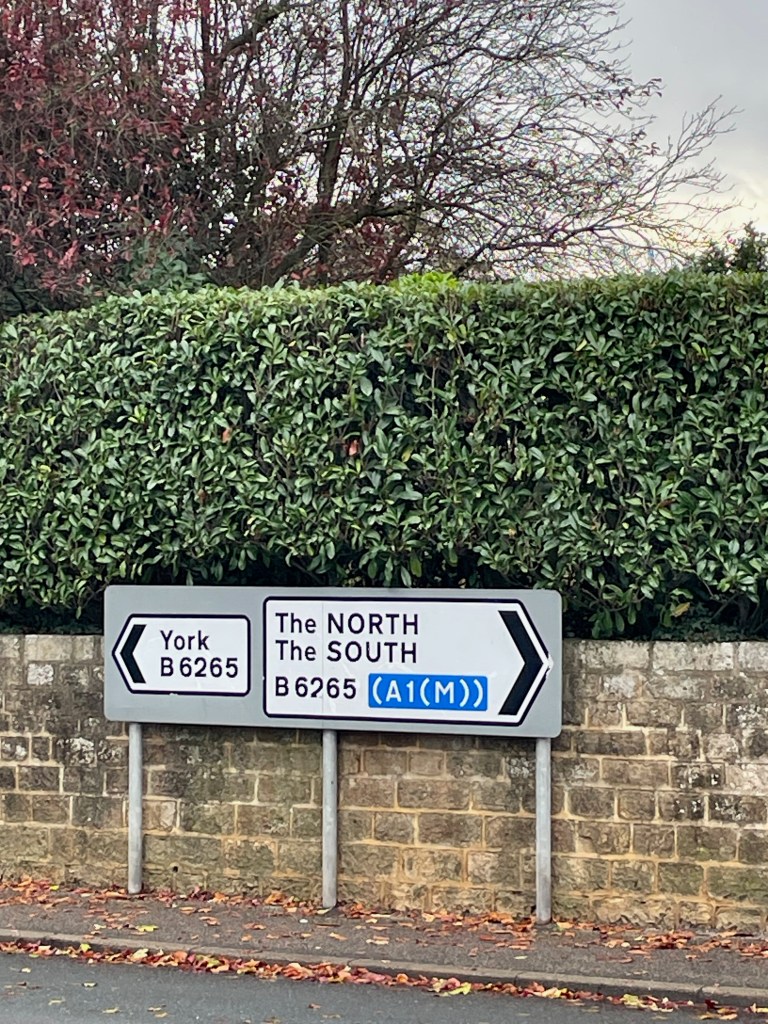 York
B6265
The NORTH
The SOUTH
B6265 (A1(M))